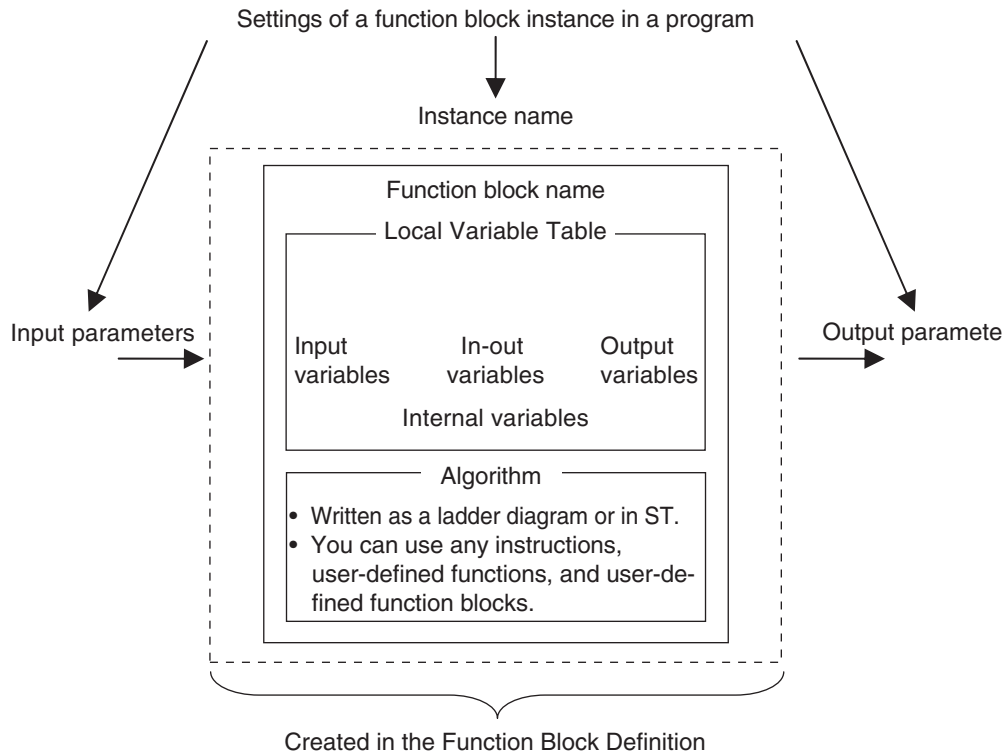 Settings of a function block instance in a program
Instance name
Function block name
Local Variable Table
Input parameters
Output paramete
Input
variables
In-out
variables
Output
variables
Internal variables
Algorithm
• Written as a ladder diagram or in ST.
• You can use any instructions,
user-defined functions, and user-de-
fined function blocks.
Created in the Function Block Definition